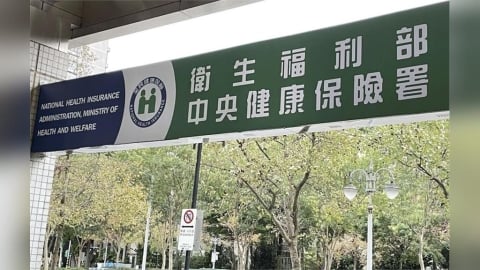 NATIONAL HEALTH INSURANCE
ADMINISTRATION, MINISTRY OF
HEALTH AND WELFARE
衛生福利部
中央健康保險署